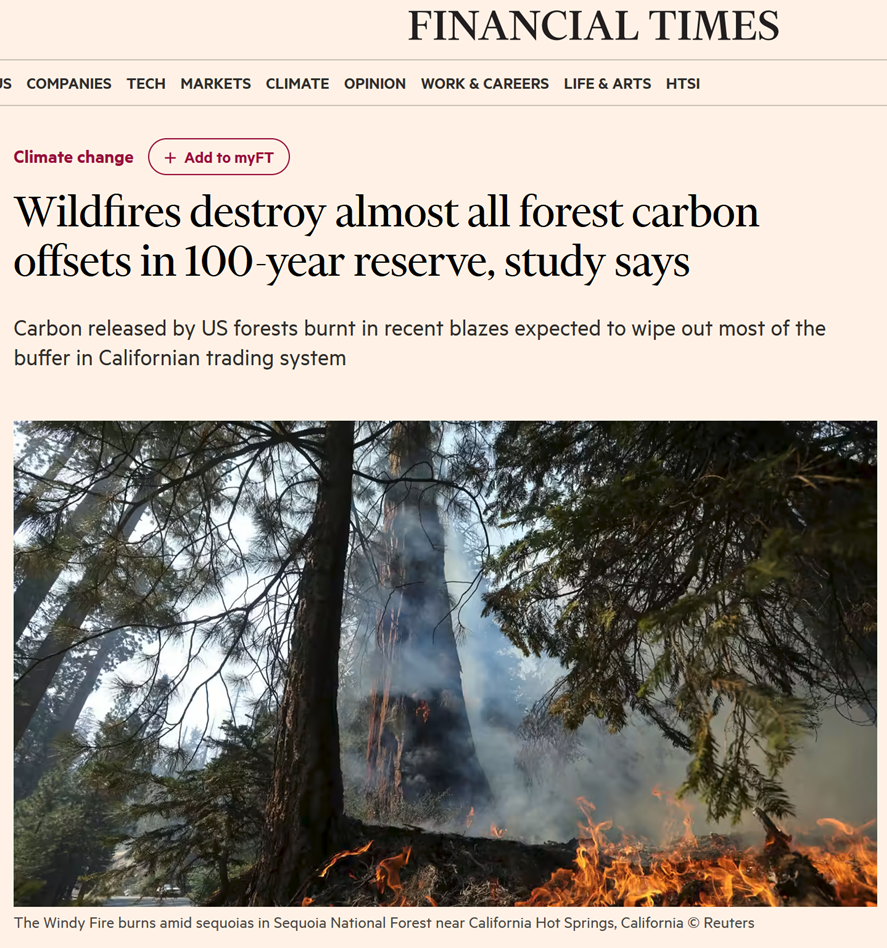 FINANCIAL TIMES
COMPANIES TECH MARKETS CLIMATE OPINION WORK & CAREERS LIFE & ARTS HTSI
Climate change + Add to myFT
Wildfires destroy almost all forest carbon
offsets in 100-year reserve, study says
Carbon released by US forests burnt in recent blazes expected to wipe out most of the
buffer in Californian trading system
The Windy Fire burns amid sequoias in Sequoia National Forest near California Hot Springs, California © Reuters